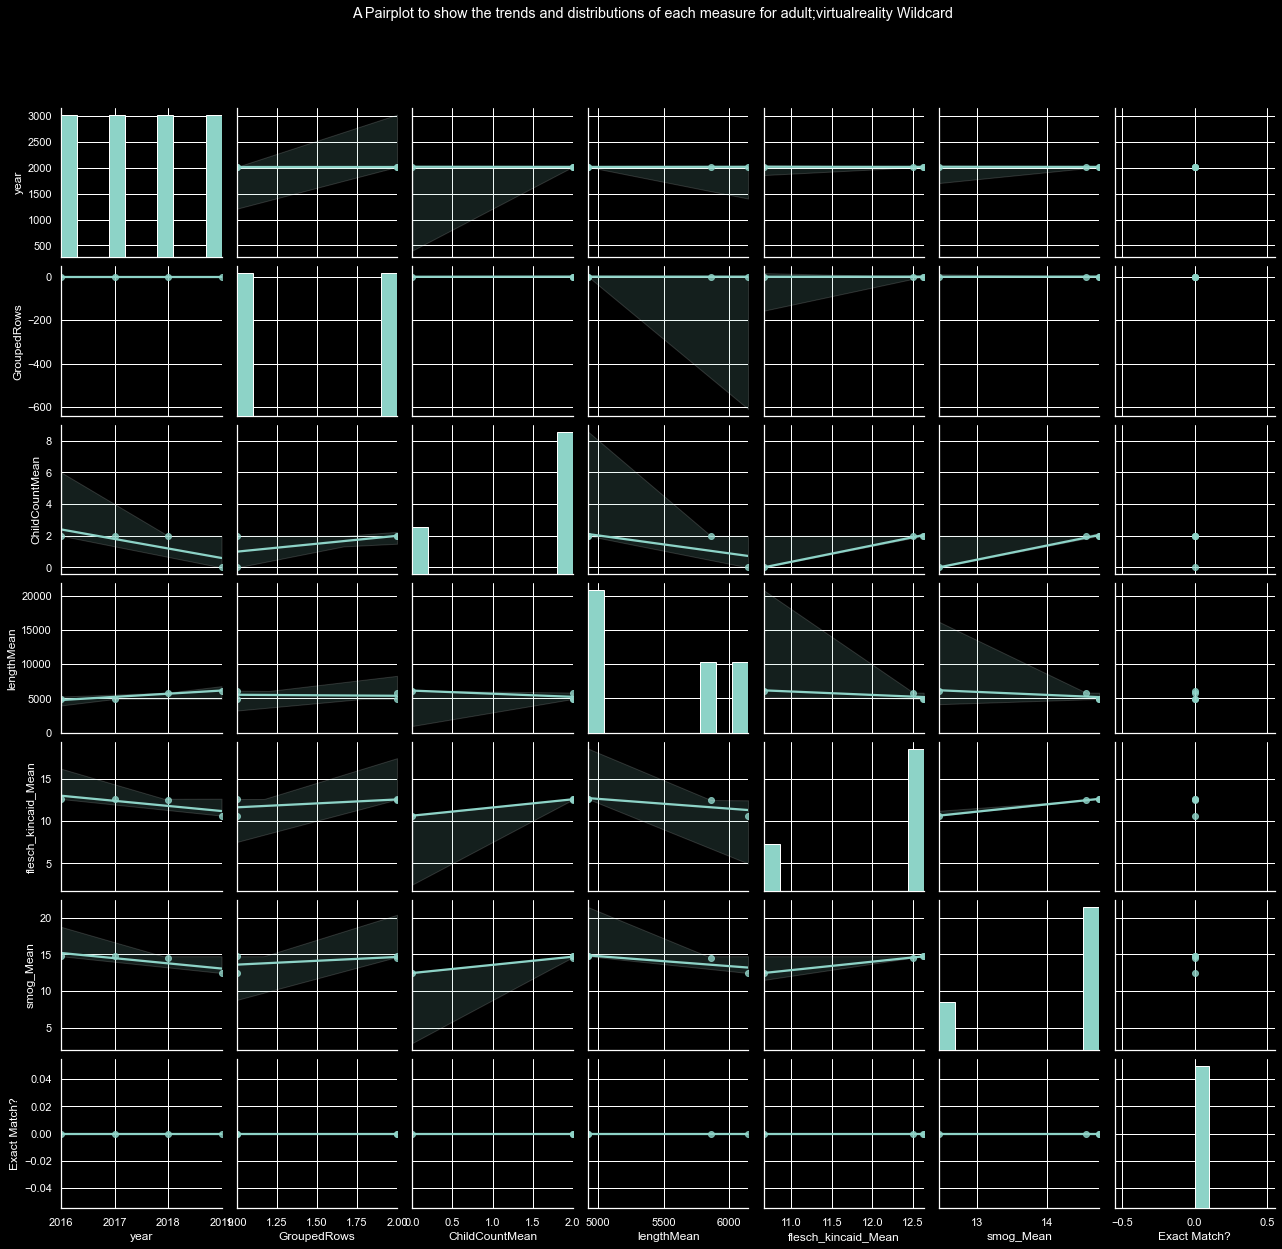 A Pairplot to show the trends and distributions of each measure for adult;virtualreality Wildcard
3000
2500
2000
1500
1000
500
year
0
−200
−400
−600
GroupedRows
8
6
4
2
0
ChildCountMean
20000
15000
10000
5000
0
lengthMean
15
10
5
flesch_kincaid_Mean
20
15
10
5
smog_Mean
0.04
0.02
0.00
−0.02
−0.04
Exact Match?
2016 2017 2018 2019
year
1.00 1.25 1.50 1.75 2.00
GroupedRows
0.0 0.5 1.0 1.5 2.0
ChildCountMean
5000 5500 6000
lengthMean
11.0 11.5 12.0 12.5
flesch_kincaid_Mean
13 14
smog_Mean
−0.5 0.0 0.5
Exact Match?